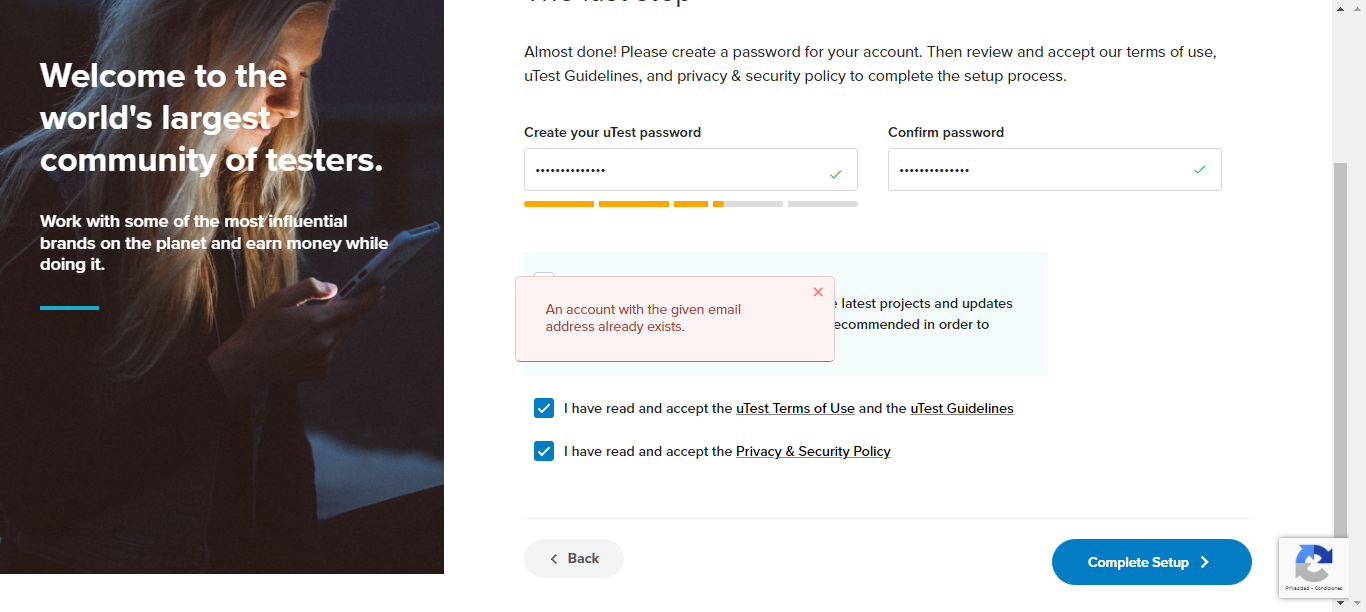 The last step
Welcome to the
world's largest
community of testers.
Work with some of the most influential
brands on the planet and earn money while
doing it.
Almost done! Please create a password for your account. Then review and accept our terms of use,
uTest Guidelines, and privacy & security policy to complete the setup process.
Create your uTest password
Confirm password
An account with the given email
address already exists.
latest projects and updates
ecommended in order to
I have read and accept the uTest Terms of Use and the uTest Guidelines
I have read and accept the Privacy & Security Policy
Back
Complete Setup
Privacidad - Condiciones